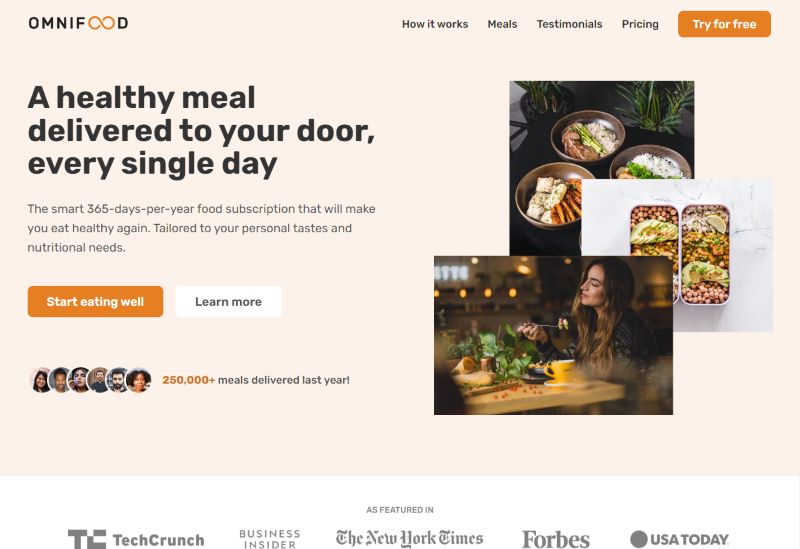 OMNIFOOD
How it works Meals Testimonials Pricing Try for free
A healthy meal
delivered to your door,
every single day
The smart 365-days-per-year food subscription that will make
you eat healthy again. Tailored to your personal tastes and
nutritional needs.
Start eating well Learn more
250,000+ meals delivered last year!
AS FEATURED IN
TC TechCrunch
BUSINESS
INSIDER
The New York Times
Forbes
USA TODAY